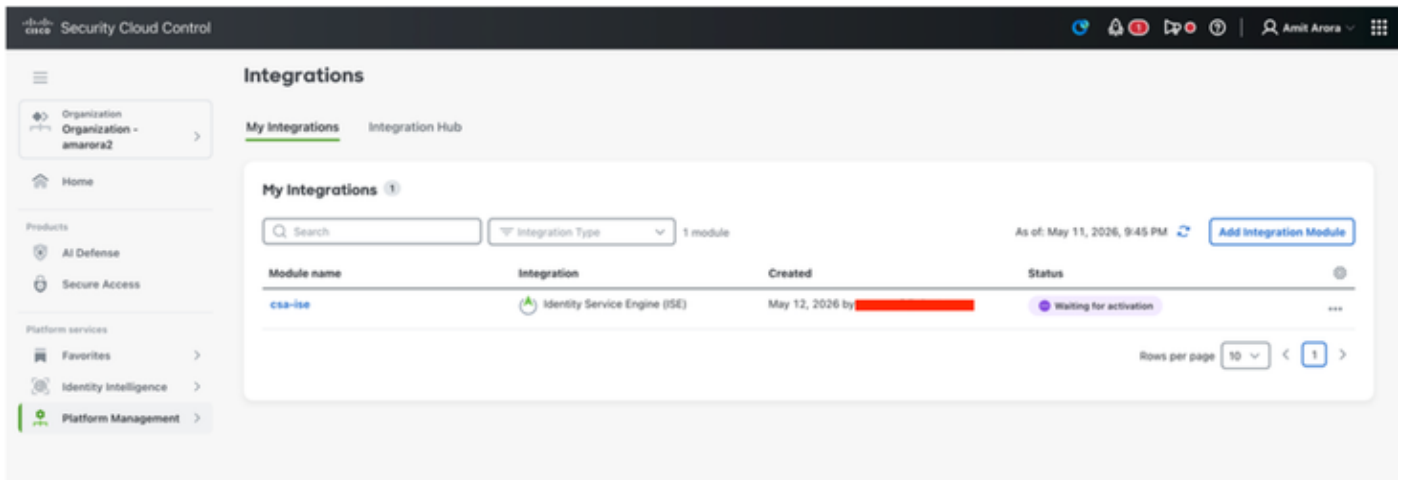 cisco Security Cloud Control
1
Amit Arora
Integrations
Organization
Organization -
amarora2
My Integrations Integration Hub
Home
My Integrations 1
Products
Search
Integration Type
1 module
As of: May 11, 2026, 9:45 PM
Add Integration Module
AI Defense
Module name Integration Created Status
Secure Access
csa-ise Identity Service Engine (ISE) May 12, 2026 by Waiting for activation
Platform services
Favorites
Rows per page 10 1
Identity Intelligence
Platform Management